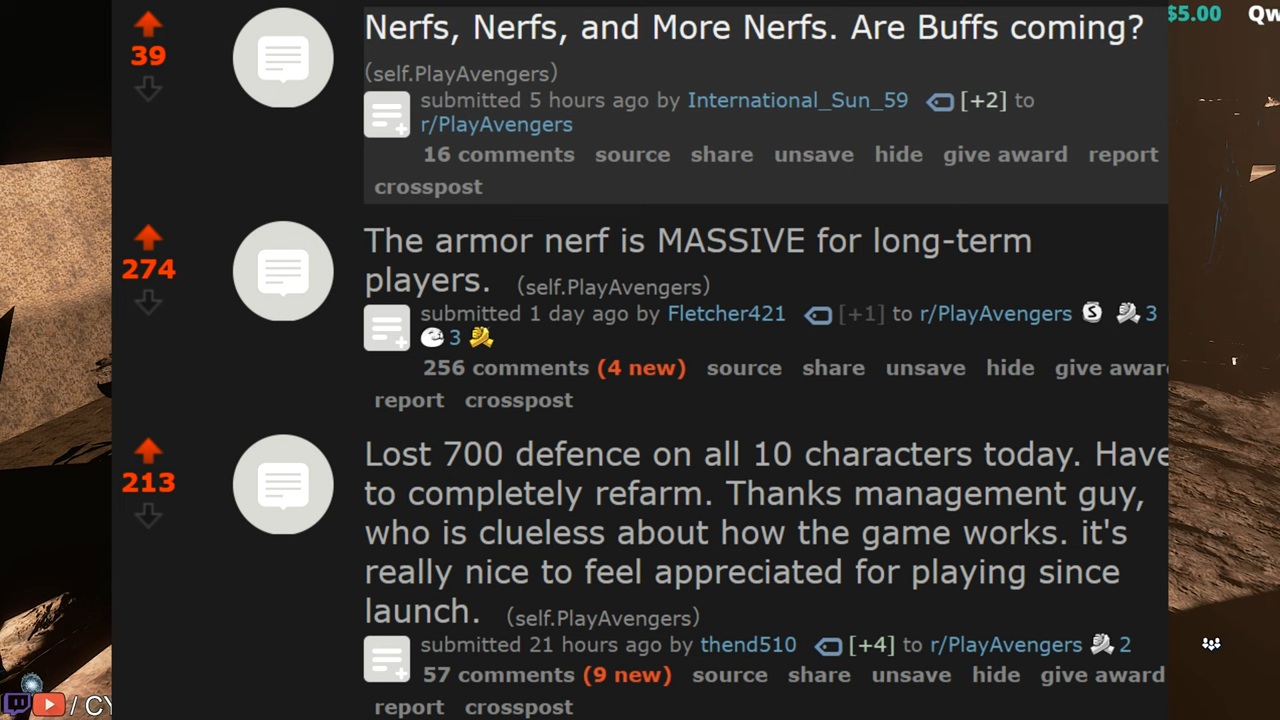 $5.00 Qw
39
Nerfs, Nerfs, and More Nerfs. Are Buffs coming?
(self.PlayAvengers)
submitted 5 hours ago by International_Sun_59 [+2] to
r/PlayAvengers
16 comments source share unsave hide give award report
crosspost
274
The armor nerf is MASSIVE for long-term
players. (self.PlayAvengers)
submitted 1 day ago by Fletcher421 [+1] to r/PlayAvengers S 3
3
256 comments (4 new) source share unsave hide give awar
report crosspost
213
Lost 700 defence on all 10 characters today. Have
to completely refarm. Thanks management guy,
who is clueless about how the game works. it's
really nice to feel appreciated for playing since
launch. (self.PlayAvengers)
submitted 21 hours ago by thend510 [+4] to r/PlayAvengers 2
57 comments (9 new) source share unsave hide give award
report crosspost
/ CY